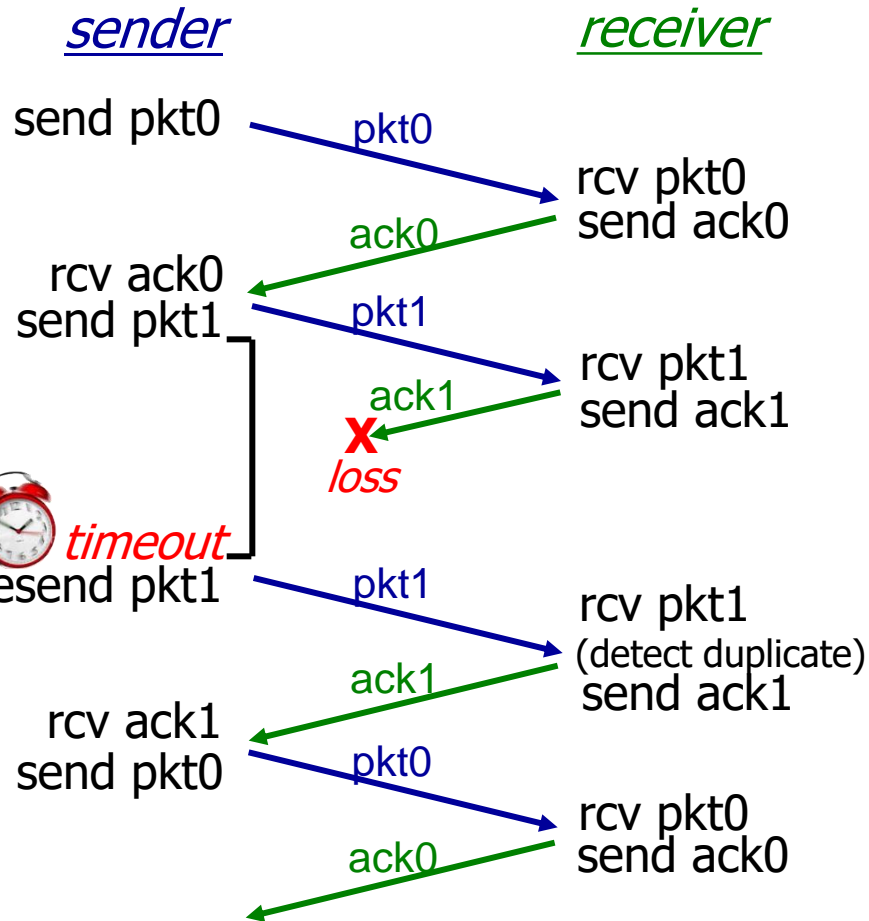 sender
receiver
send pkt0
pkt0
rcv pkt0
send ack0
ack0
rcv ack0
send pkt1
pkt1
rcv pkt1
send ack1
ack1
X
loss
timeout
esend pkt1
pkt1
rcv pkt1
(detect duplicate)
send ack1
ack1
rcv ack1
send pkt0
pkt0
rcv pkt0
send ack0
ack0